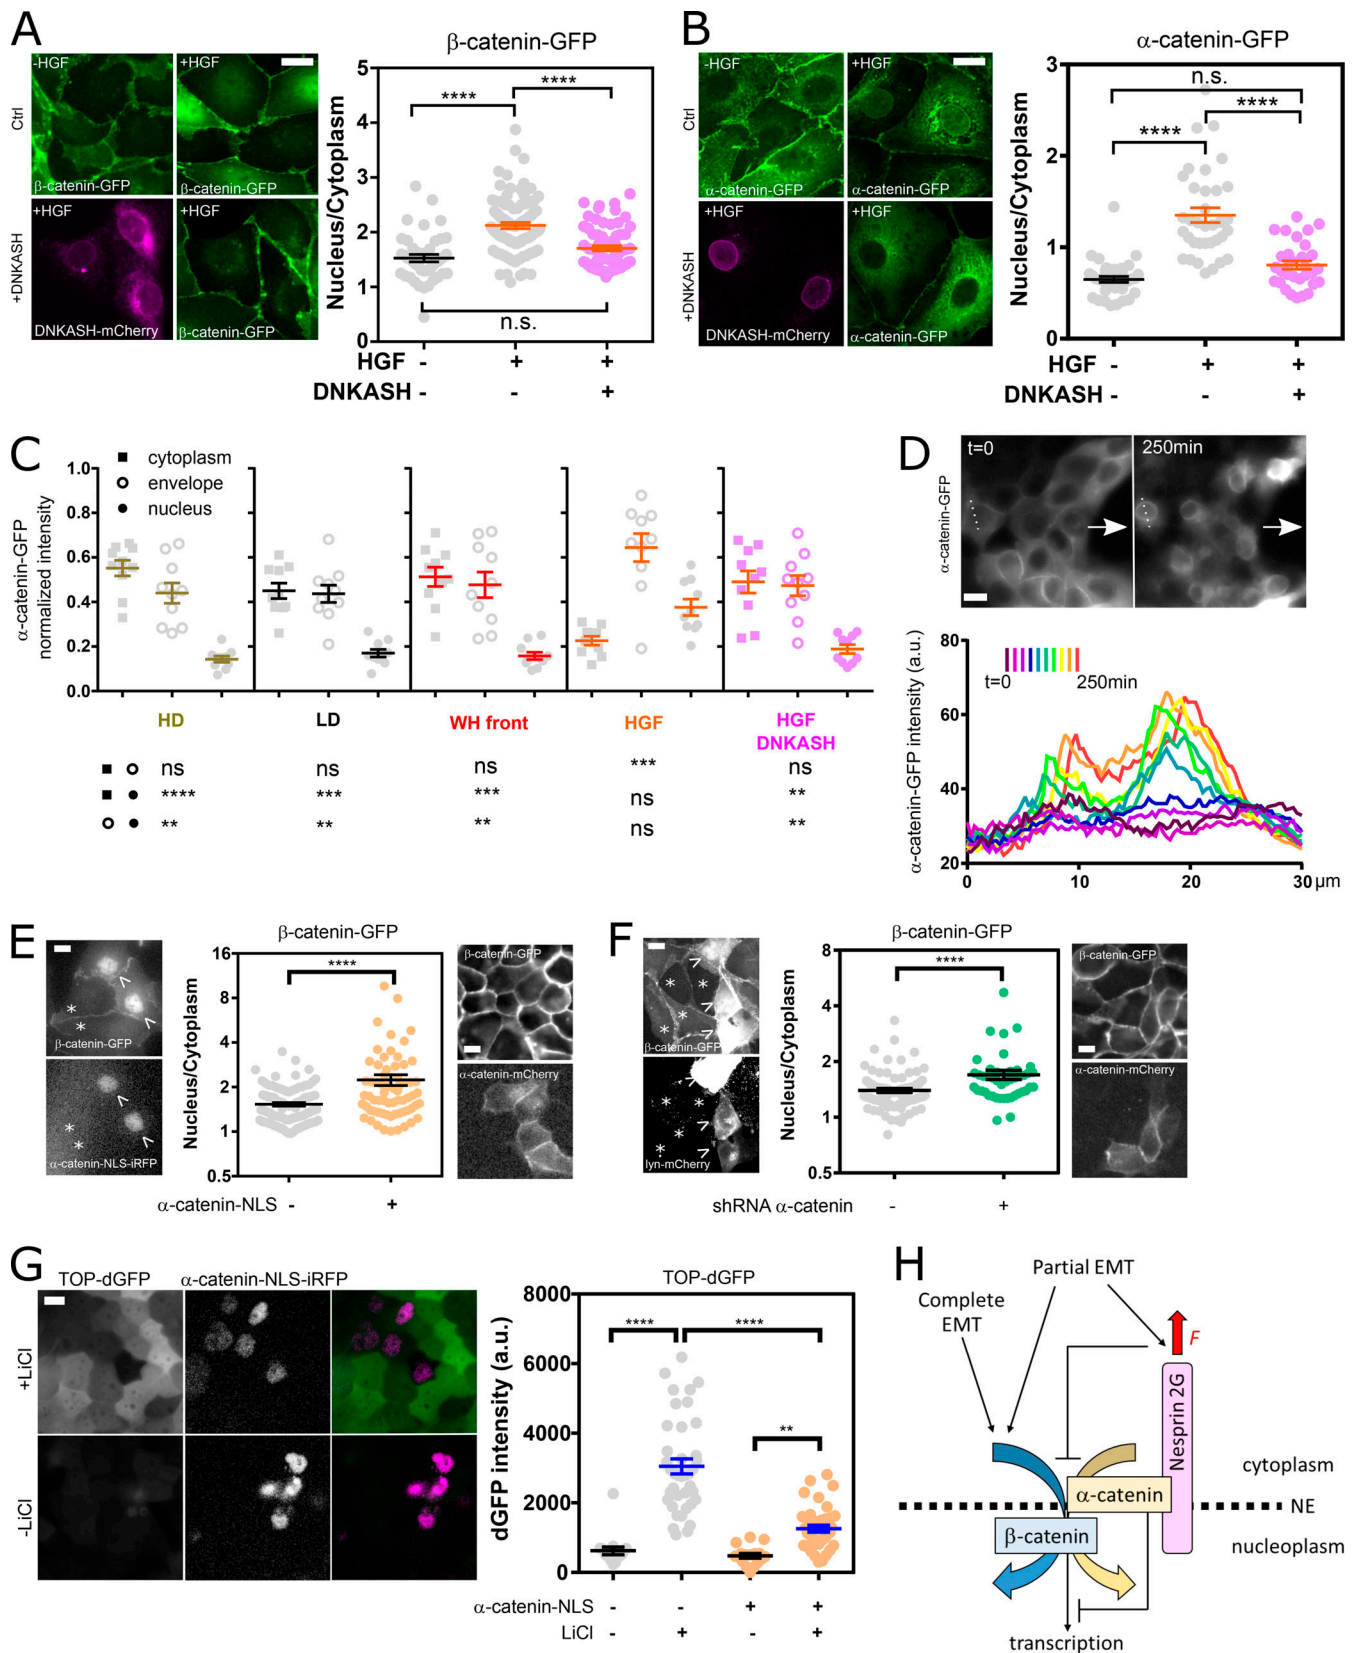 A
β-catenin-GFP
-HGF
+HGF
Ctrl
β-catenin-GFP
β-catenin-GFP
+HGF
+HGF
+DNKASH
DNKASH-mCherry
β-catenin-GFP
Nucleus/Cytoplasm
5
4
3
2
1
0
****
****
n.s.
HGF - + +
DNKASH - - +
B
α-catenin-GFP
-HGF
+HGF
Ctrl
α-catenin-GFP
α-catenin-GFP
+HGF
+HGF
+DNKASH
DNKASH-mCherry
α-catenin-GFP
Nucleus/Cytoplasm
3
2
1
0
n.s.
****
****
HGF - + +
DNKASH - - +
C
cytoplasm
envelope
nucleus
α-catenin-GFP
normalized intensity
1.0
0.8
0.6
0.4
0.2
0.0
HD LD WH front HGF HGF
DNKASH
ns ns ns *** ns
**** *** *** ns **
** ** ** ns **
D
t=0
250min
α-catenin-GFP
α-catenin-GFP intensity (a.u.)
80
60
40
20
t=0
250min
0 10 20 30 µm
E
β-catenin-GFP
* *
β-catenin-GFP
* *
α-catenin-NLS-iRFP
Nucleus/Cytoplasm
16
8
4
2
1
0.5
****
α-catenin-NLS - +
β-catenin-GFP
α-catenin-mCherry
F
β-catenin-GFP
* * * *
β-catenin-GFP
* * * *
lyn-mCherry
Nucleus/Cytoplasm
8
4
2
1
0.5
****
shRNA α-catenin - +
β-catenin-GFP
α-catenin-mCherry
G
TOP-dGFP α-catenin-NLS-iRFP
+LiCl
-LiCl
TOP-dGFP
dGFP intensity (a.u.)
8000
6000
4000
2000
0
****
****
**
α-catenin-NLS - - + +
LiCl - + - +
H
Partial EMT
Complete
EMT
F
Nesprin 2G
cytoplasm
α-catenin
NE
β-catenin
nucleoplasm
transcription